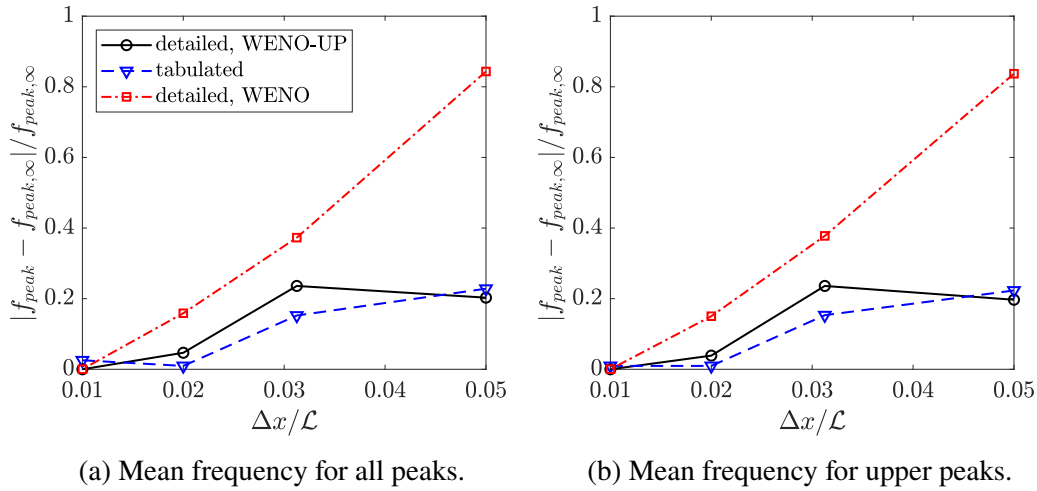 1
0.8
0.6
0.4
0.2
0
|f_{peak} − f_{peak,∞}|/f_{peak,∞}
detailed, WENO-UP
tabulated
detailed, WENO
0.01 0.02 0.03 0.04 0.05
Δx/ℒ
(a) Mean frequency for all peaks.
1
0.8
0.6
0.4
0.2
0
|f_{peak} − f_{peak,∞}|/f_{peak,∞}
0.01 0.02 0.03 0.04 0.05
Δx/ℒ
(b) Mean frequency for upper peaks.